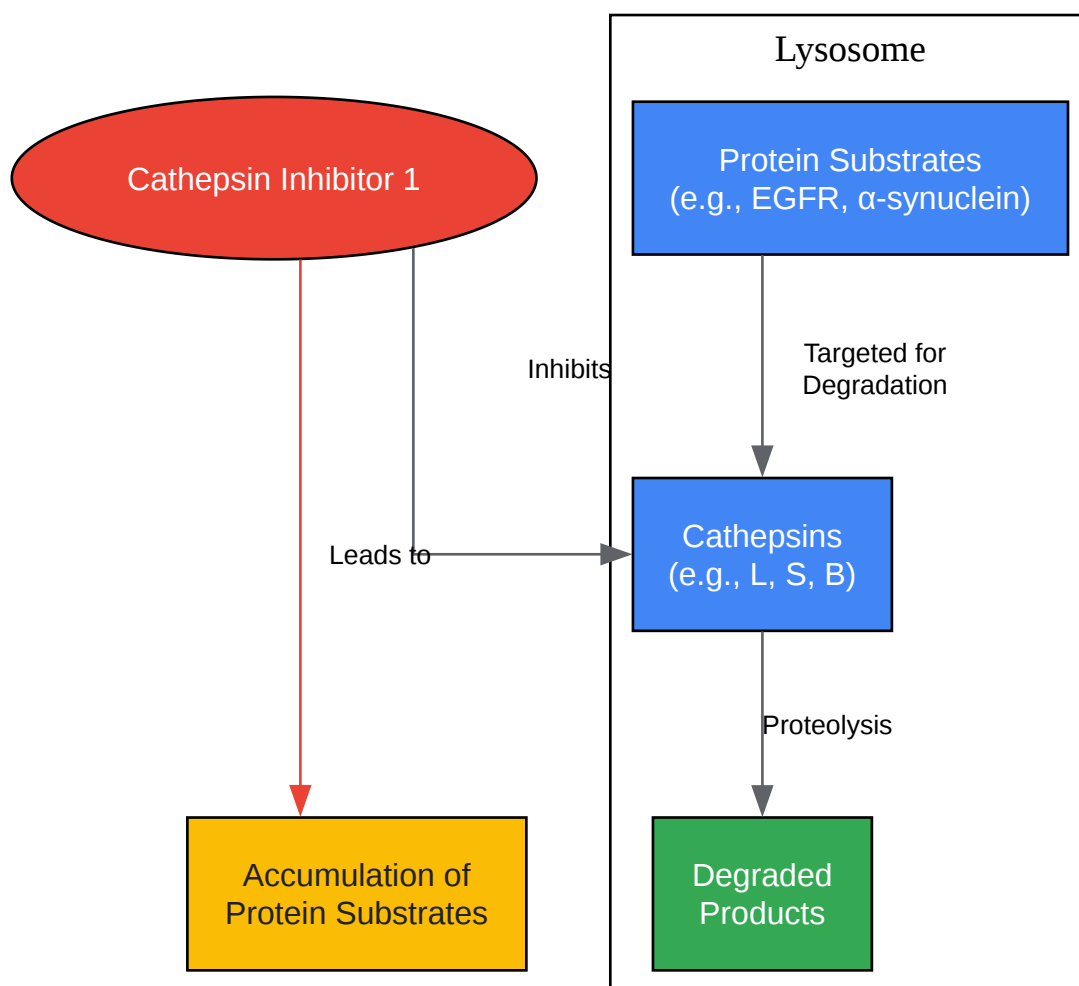 Lysosome
Cathepsin Inhibitor 1
Protein Substrates
(e.g., EGFR, α-synuclein)
Inhibits
Targeted for
Degradation
Cathepsins
(e.g., L, S, B)
Leads to
Proteolysis
Accumulation of
Protein Substrates
Degraded
Products